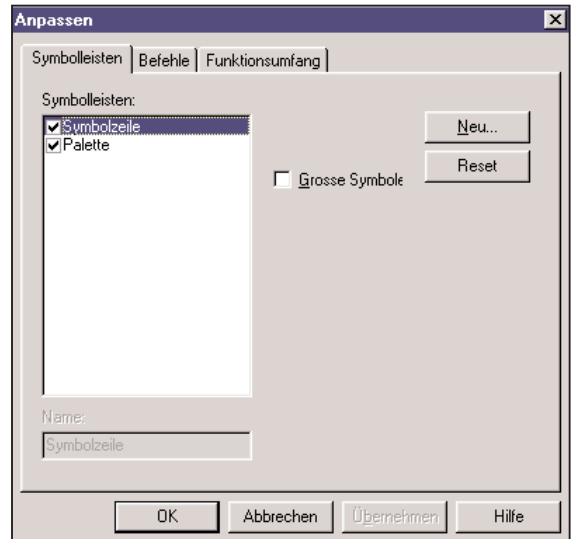 Anpassen
Symbolleisten Befehle Funktionsumfang
Symbolleisten:
Symbolzeile
Palette
Neu...
Reset
Grosse Symbole
Name:
Symbolzeile
OK Abbrechen Übernehmen Hilfe